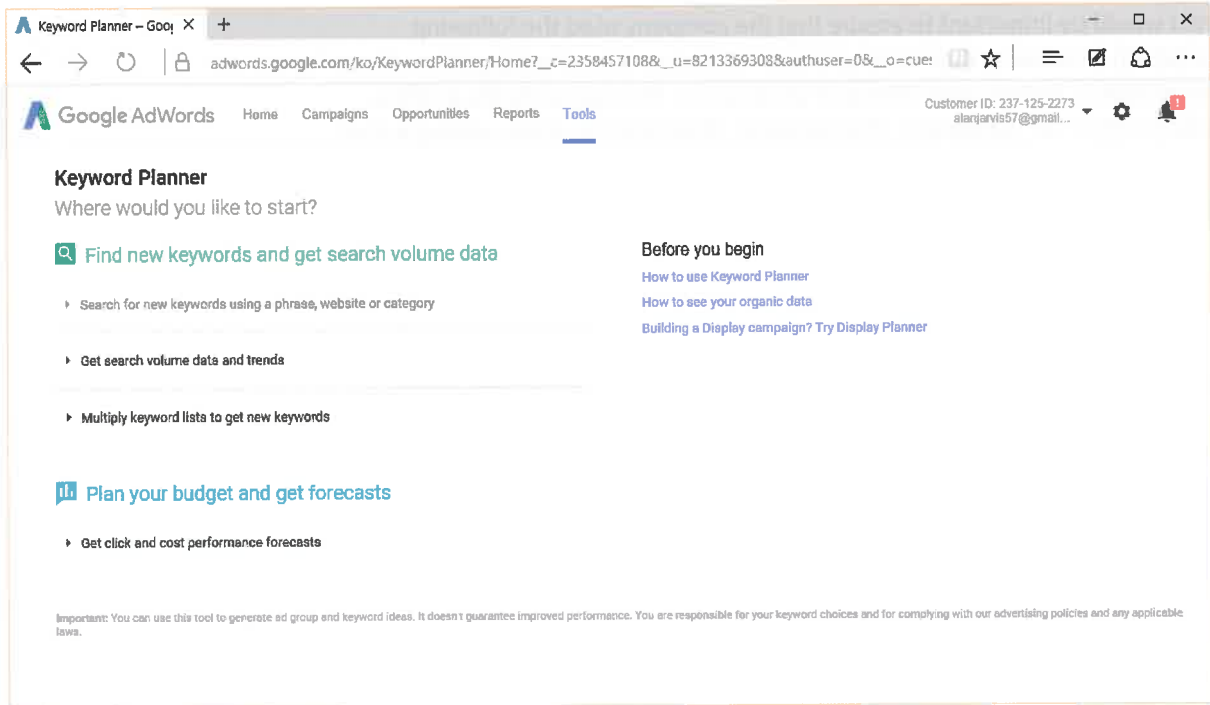 Keyword Planner – Goo
adwords.google.com/ko/KeywordPlanner/Home?__c=2358457108&__u=8213369308&authuser=0&__o=cue
Google AdWords Home Campaigns Opportunities Reports Tools
Customer ID: 237-125-2273
alanjarvis57@gmail...
Keyword Planner
Where would you like to start?
Find new keywords and get search volume data
Search for new keywords using a phrase, website or category
Get search volume data and trends
Multiply keyword lists to get new keywords
Plan your budget and get forecasts
Get click and cost performance forecasts
Before you begin
How to use Keyword Planner
How to see your organic data
Building a Display campaign? Try Display Planner
Important: You can use this tool to generate ad group and keyword ideas. It doesn't guarantee improved performance. You are responsible for your keyword choices and for complying with our advertising policies and any applicable
laws.